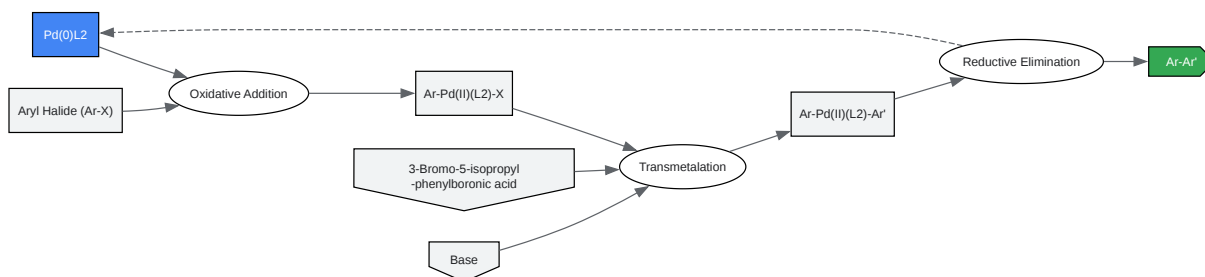 Pd(0)L2
Aryl Halide (Ar-X)
Oxidative Addition
Ar-Pd(II)(L2)-X
3-Bromo-5-isopropyl
-phenylboronic acid
Base
Transmetalation
Ar-Pd(II)(L2)-Ar'
Reductive Elimination
Ar-Ar'